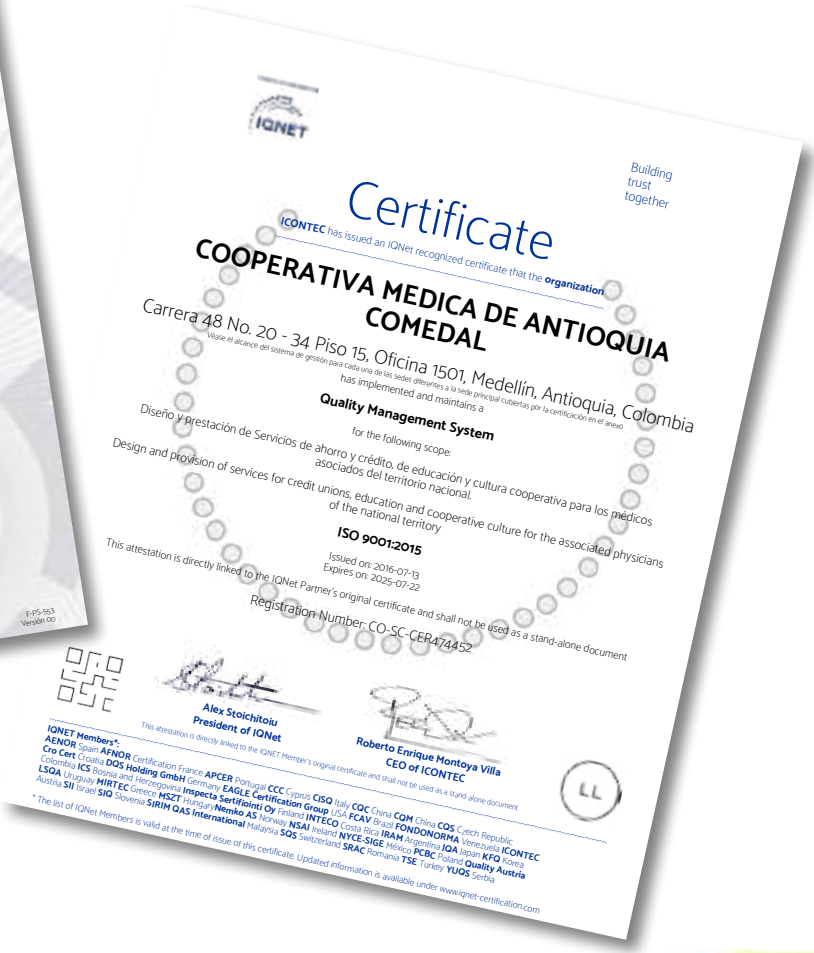 IQNET
Building
trust
together
Certificate
ICONTEC has issued an IQNet recognized certificate that the organization
COOPERATIVA MEDICA DE ANTIOQUIA
COMEDAL
Carrera 48 No. 20 - 34 Piso 15, Oficina 1501, Medellín, Antioquia, Colombia
Véase el alcance del sistema de gestión para cada una de las sedes diferentes a la sede principal cubiertas por la certificación en el anexo
has implemented and maintains a
Quality Management System
for the following scope:
Diseño y prestación de Servicios de ahorro y crédito, de educación y cultura cooperativa para los médicos
asociados del territorio nacional.
Design and provision of services for credit unions, education and cooperative culture for the associated physicians
of the national territory
ISO 9001:2015
Issued on: 2016-07-13
Expires on: 2025-07-22
This attestation is directly linked to the IQNet Partner's original certificate and shall not be used as a stand-alone document
Registration Number: CO-SC-CER474452
F-PS-553
Versión 00
Alex Stoichitoiu
President of IQNet
Roberto Enrique Montoya Villa
CEO of ICONTEC
This attestation is directly linked to the IQNET Member's original certificate and shall not be used as a stand-alone document
LL
IQNET Members*:
AENOR Spain AFNOR Certification France APCER Portugal CCC Cyprus CISQ Italy CQC China CQM China CQS Czech Republic
Cro Cert Croatia DQS Holding GmbH Germany EAGLE Certification Group USA FCAV Brazil FONDONORMA Venezuela ICONTEC
Colombia ICS Bosnia and Herzegovina Inspecta Sertifiointi Oy Finland INTECO Costa Rica IRAM Argentina JQA Japan KFQ Korea
LSQA Uruguay MIRTEC Greece MSZT Hungary Nemko AS Norway NSAI Ireland NYCE-SIGE México PCBC Poland Quality Austria
Austria SII Israel SIQ Slovenia SIRIM QAS International Malaysia SQS Switzerland SRAC Romania TSE Turkey YUQS Serbia
* The list of IQNet Members is valid at the time of issue of this certificate. Updated information is available under www.iqnet-certification.com